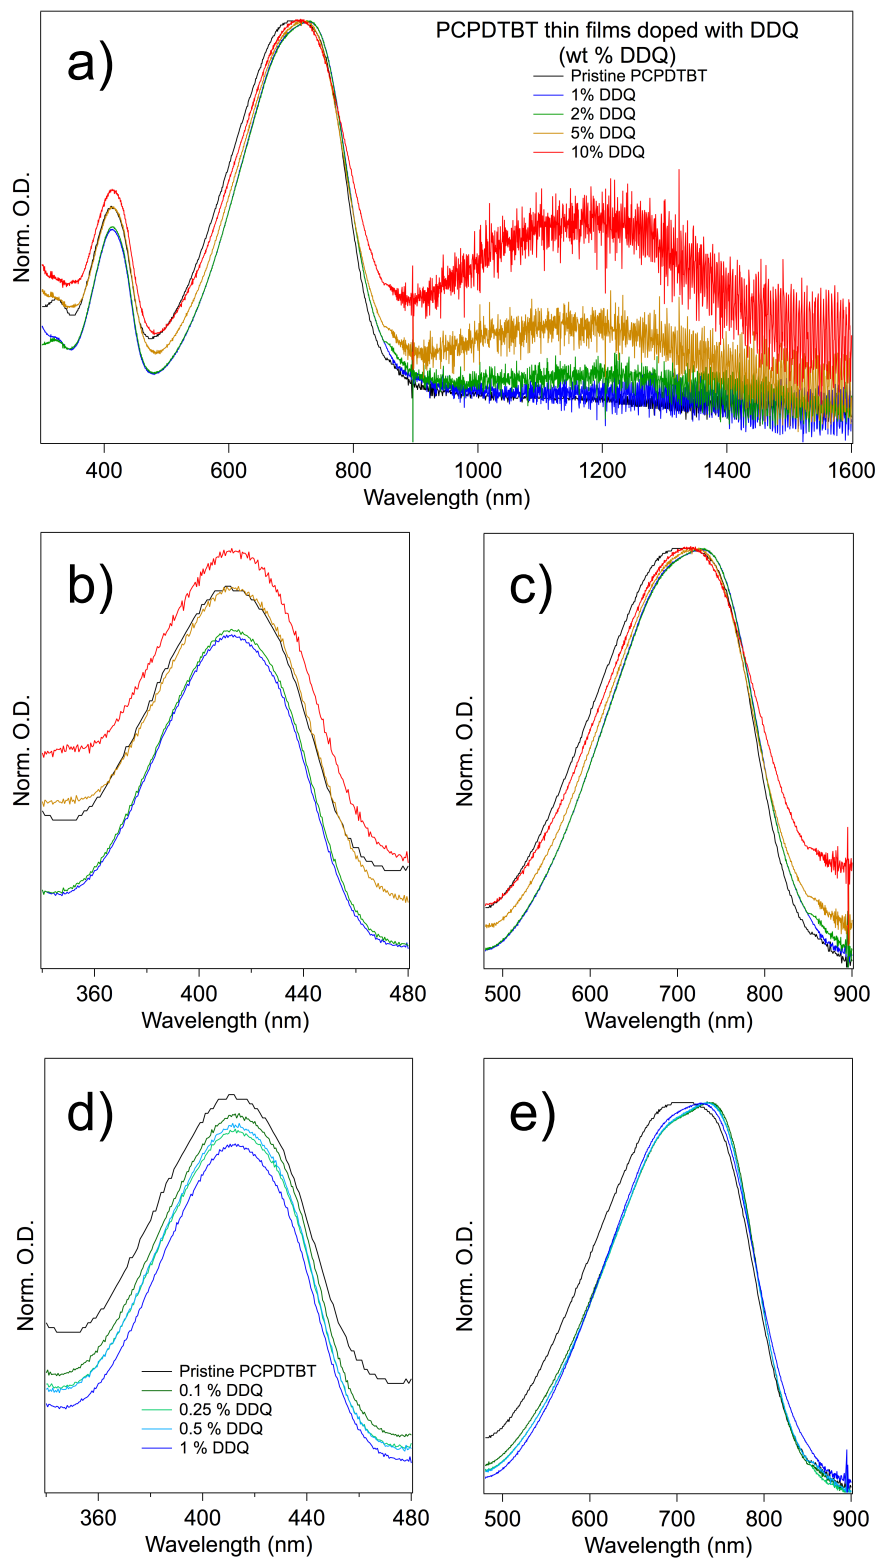 a)
PCPDTBT thin films doped with DDQ
(wt % DDQ)
Pristine PCPDTBT
1% DDQ
2% DDQ
5% DDQ
10% DDQ
Norm. O.D.
400 600 800 1000 1200 1400 1600
Wavelength (nm)
b)
Norm. O.D.
360 400 440 480
Wavelength (nm)
c)
Norm. O.D.
500 600 700 800 900
Wavelength (nm)
d)
Norm. O.D.
Pristine PCPDTBT
0.1 % DDQ
0.25 % DDQ
0.5 % DDQ
1 % DDQ
360 400 440 480
Wavelength (nm)
e)
Norm. O.D.
500 600 700 800 900
Wavelength (nm)